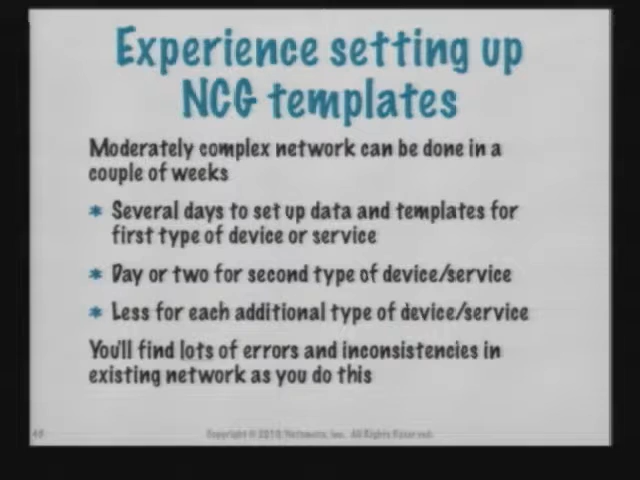 Experience setting up
NCG templates
Moderately complex network can be done in a
couple of weeks
* Several days to set up data and templates for
first type of device or service
* Day or two for second type of device/service
* Less for each additional type of device/service
You'll find lots of errors and inconsistencies in
existing network as you do this
Copyright © 2010 Netomata, Inc. All Rights Reserved.